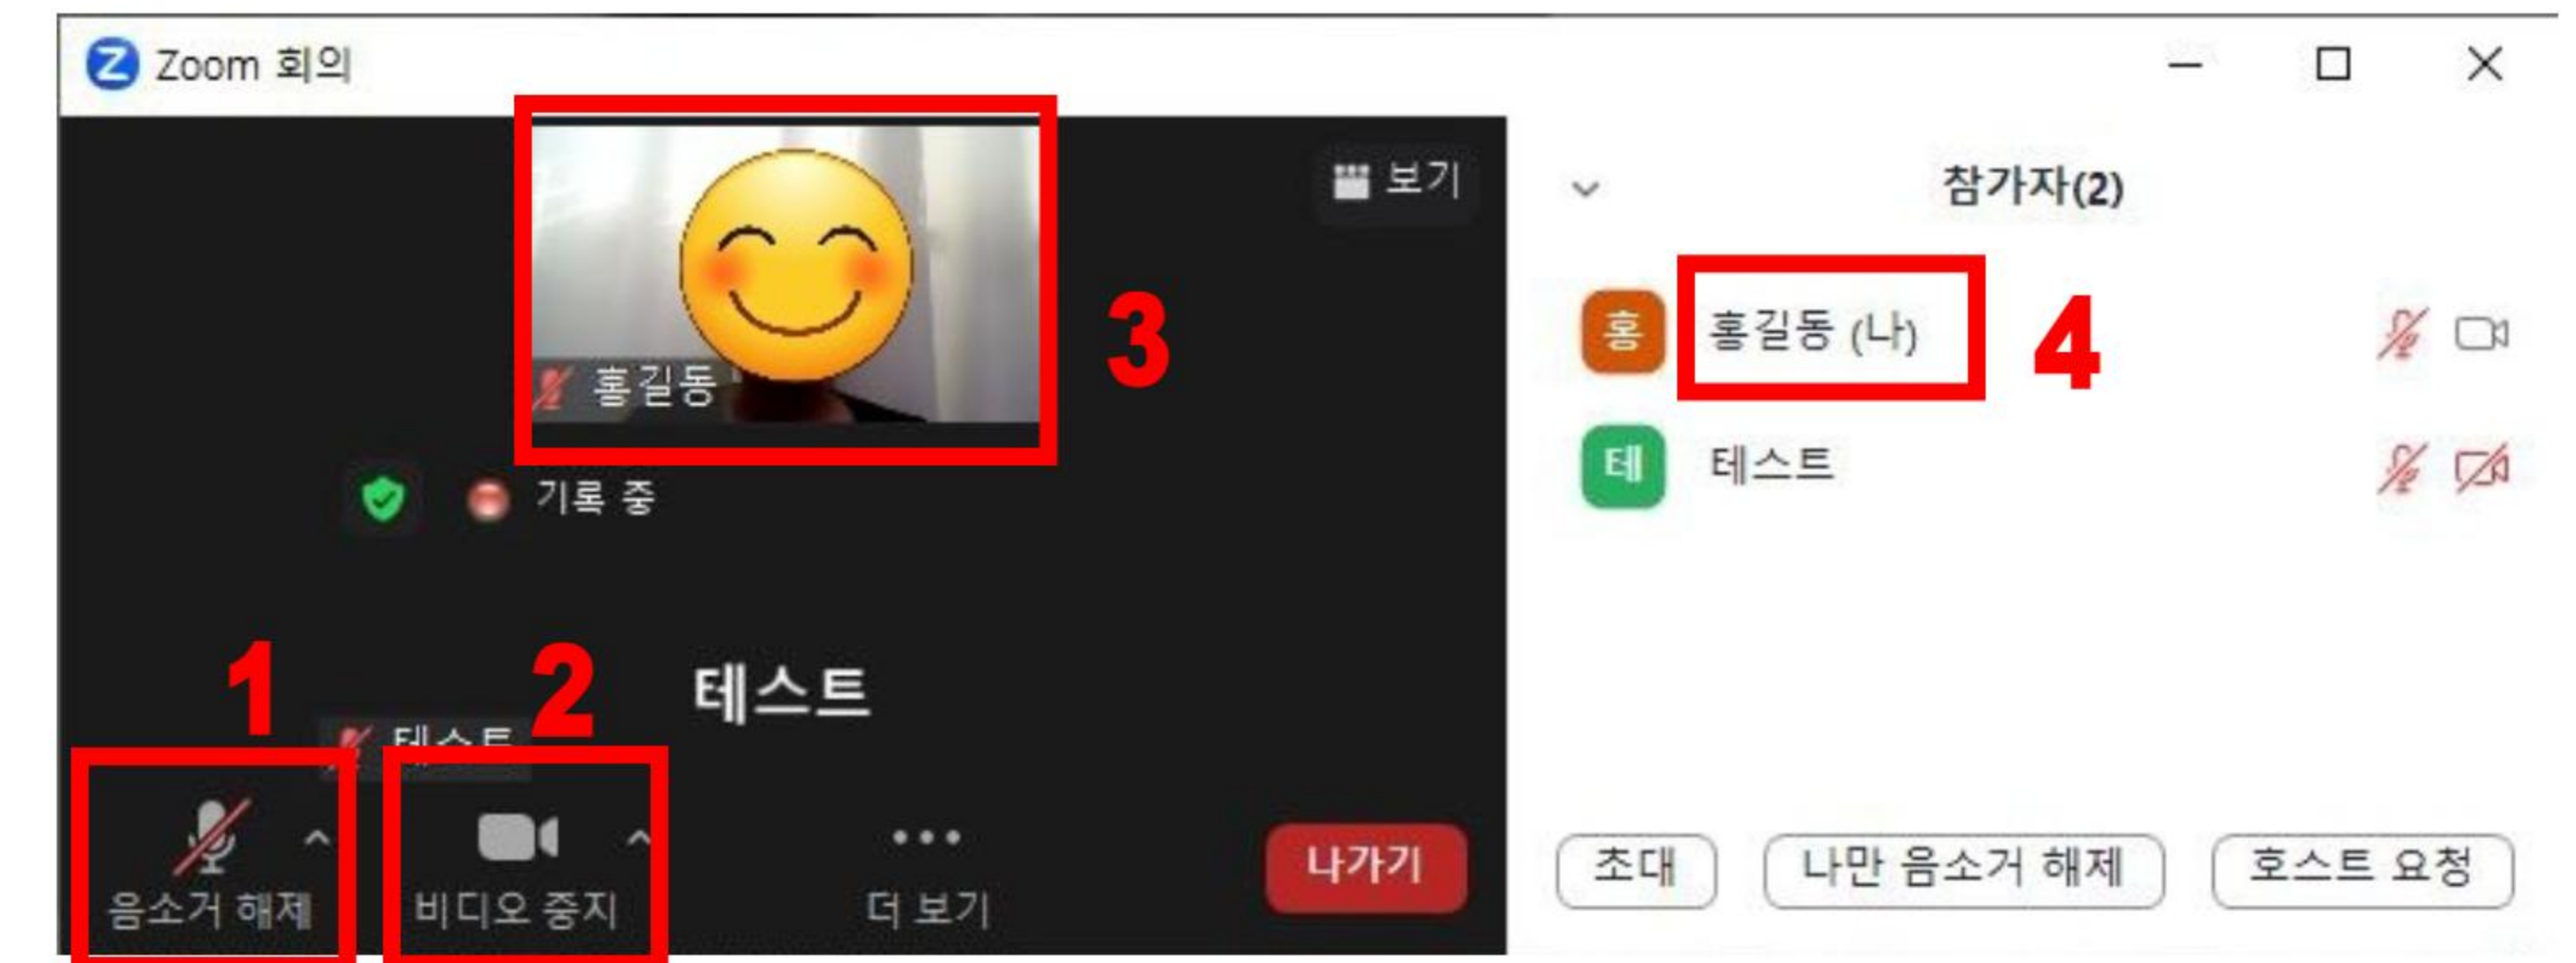 Zoom 회의
보기
홍길동
3
기록 중
1
2
테스트
테스트
음소거 해제
비디오 중지
더 보기
나가기
참가자(2)
홍 홍길동 (나)
4
테 테스트
초대
나만 음소거 해제
호스트 요청